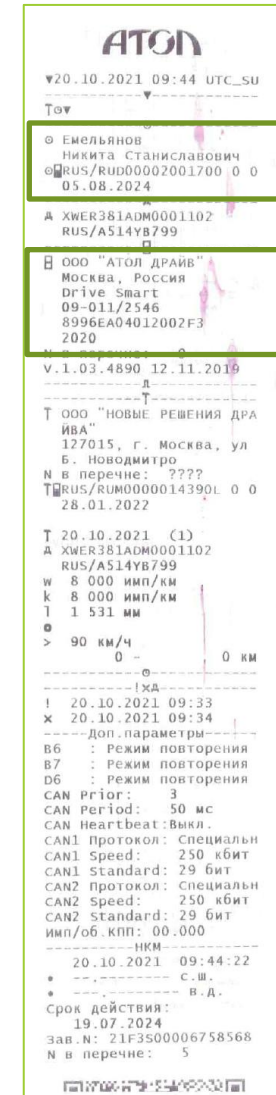 АТОЛ
▼20.10.2021 09:44 UTC_SU
--------▼--------
Т⊙▼
⊙ Емельянов
Никита Станиславович
RUS/RUD00002001700 0 0
05.08.2024
А XWER381ADM0001102
RUS/А514УВ799
ООО "АТОЛ ДРАЙВ"
Москва, Россия
Drive Smart
09-011/2546
8996EA04012002F3
2020
N в перечне: 0
v.1.03.4890 12.11.2019
--------Л--------
--------Т--------
Т ООО "НОВЫЕ РЕШЕНИЯ ДРА
ЙВА"
127015, г. Москва, ул
Б. Новодмитро
N в перечне: ????
Т RUS/RUM0000014390L 0 0
28.01.2022
Т 20.10.2021 (1)
А XWER381ADM0001102
RUS/А514УВ799
w 8 000 имп/км
k 8 000 имп/км
l 1 531 мм
> 90 км/ч
0 - , 0 км
--------⊙--------
--------!хД--------
! 20.10.2021 09:33
х 20.10.2021 09:34
-----Доп.параметры-----
В6 : Режим повторения
В7 : Режим повторения
D6 : Режим повторения
CAN Prior: 3
CAN Period: 50 мс
CAN Heartbeat:Выкл.
CAN1 Протокол: Специальн
CAN1 Speed: 250 кбит
CAN1 Standard: 29 бит
CAN2 Протокол: Специальн
CAN2 Speed: 250 кбит
CAN2 Standard: 29 бит
Имп/об.КПП: 00.000
--------НКМ--------
20.10.2021 09:44:22
• --,-------- с.ш.
• ---,-------- в.д.
Срок действия:
19.07.2024
Зав.N: 21F3S00006758568
N в перечне: 5